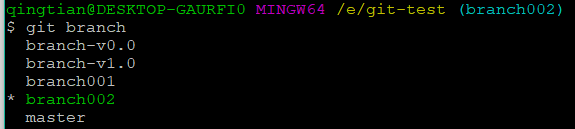 qingtian@DESKTOP-GAURFI0 MINGW64 /e/git-test (branch002)
$ git branch
  branch-v0.0
  branch-v1.0
  branch001
* branch002
  master